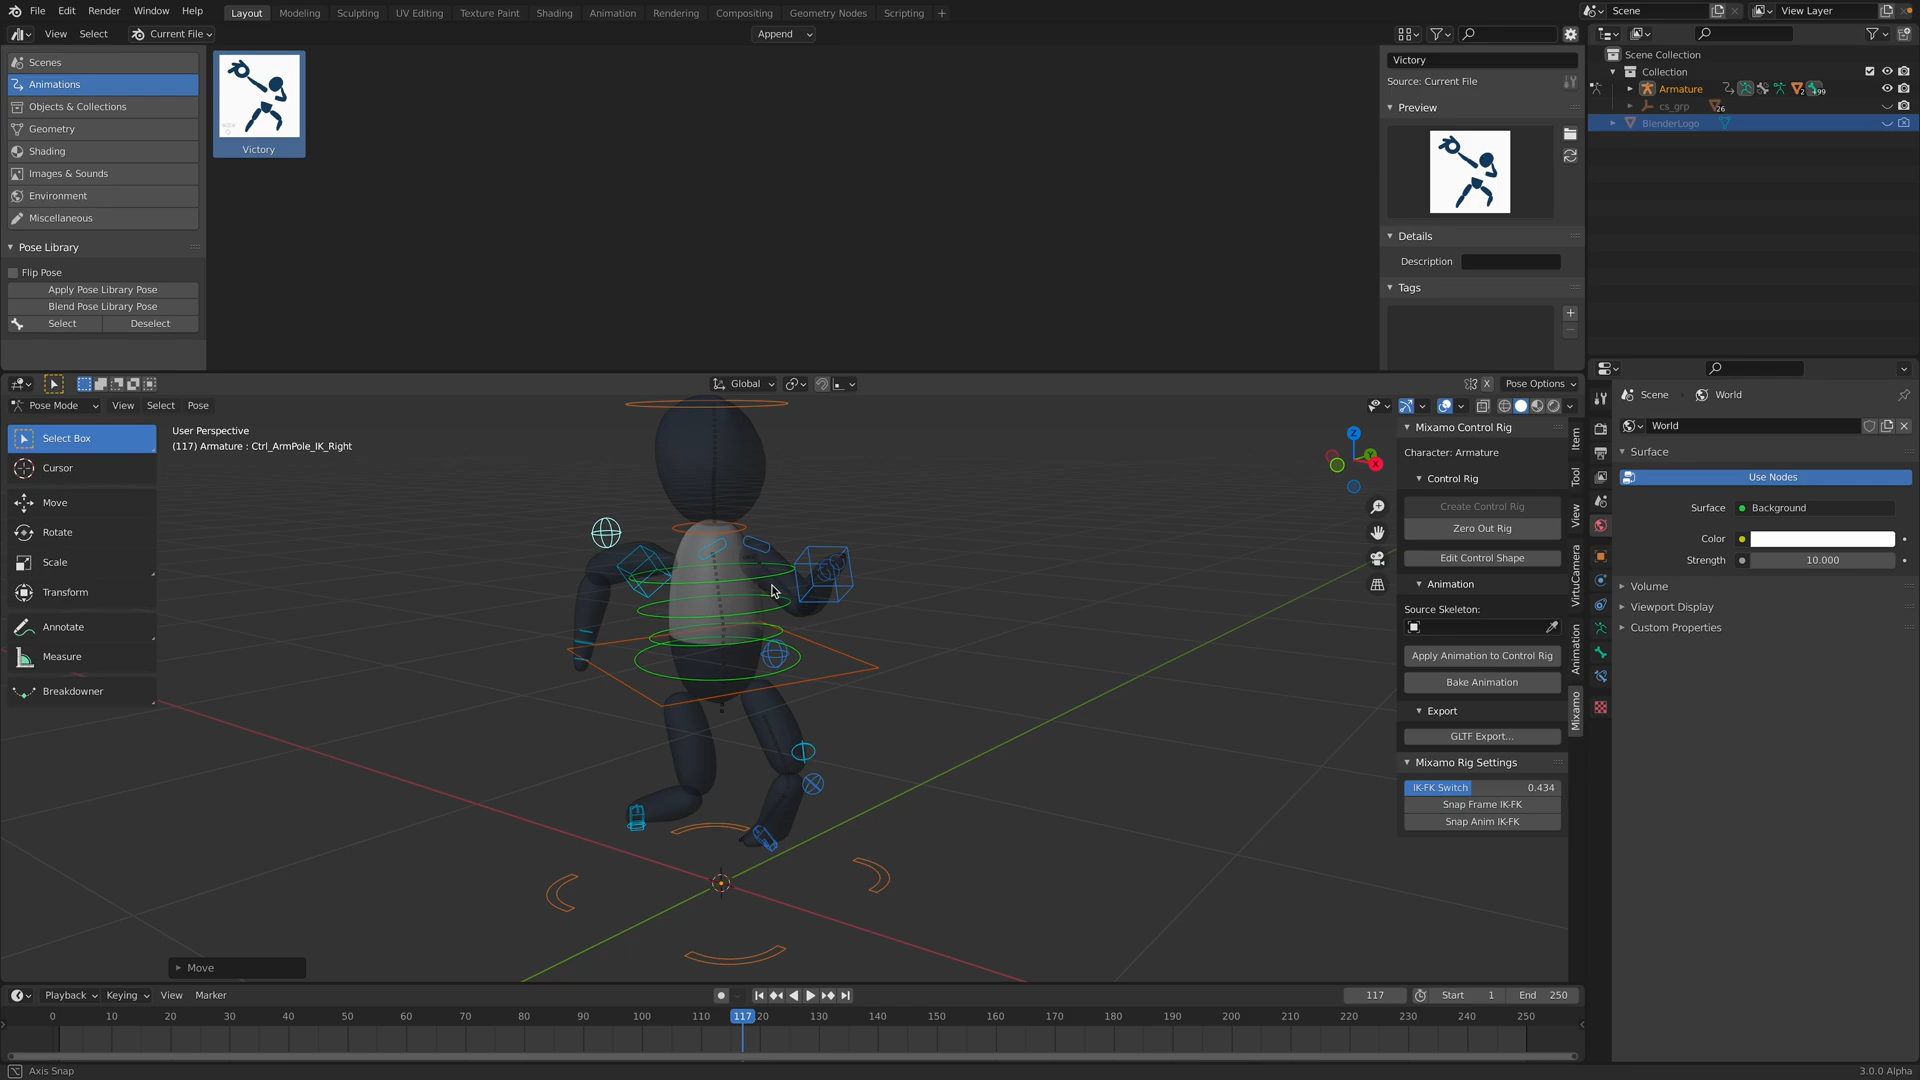 File Edit Render Window Help Layout Modeling Sculpting UV Editing Texture Paint Shading Animation Rendering Compositing Geometry Nodes Scripting + Scene View Layer
View Select Current File Append
Scenes
Animations
Objects & Collections
Geometry
Shading
Images & Sounds
Environment
Miscellaneous
Pose Library
Flip Pose
Apply Pose Library Pose
Blend Pose Library Pose
Select Deselect
Victory
Victory
Source: Current File
Preview
Details
Description
Tags
Scene Collection
Collection
Armature 2 99
cs_grp 26
BlenderLogo
Global X Pose Options
Pose Mode View Select Pose
Select Box
Cursor
Move
Rotate
Scale
Transform
Annotate
Measure
Breakdowner
User Perspective
(117) Armature : Ctrl_ArmPole_IK_Right
Z
Y
X
Move
Mixamo Control Rig
Character: Armature
Control Rig
Create Control Rig
Zero Out Rig
Edit Control Shape
Animation
Source Skeleton:
Apply Animation to Control Rig
Bake Animation
Export
GLTF Export...
Mixamo Rig Settings
IK-FK Switch 0.434
Snap Frame IK-FK
Snap Anim IK-FK
Item
Tool
View
VirtuCamera
Animation
Mixamo
Scene World
World
Surface
Use Nodes
Surface Background
Color
Strength 10.000
Volume
Viewport Display
Custom Properties
Playback Keying View Marker 117 Start 1 End 250
0 10 20 30 40 50 60 70 80 90 100 110 117 20 130 140 150 160 170 180 190 200 210 220 230 240 250
Axis Snap 3.0.0 Alpha